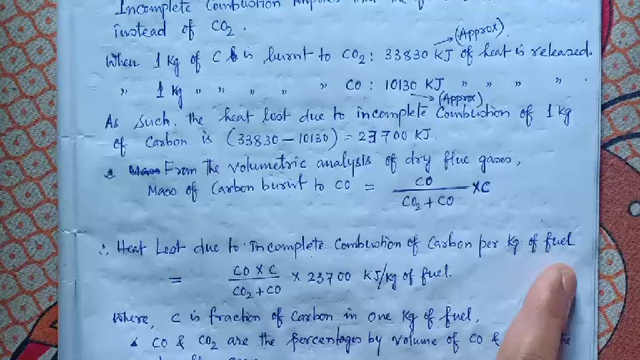 Incomplete Combustion implies that the
instead of CO₂.
(Approx)
When 1 Kg of C is burnt to CO₂ : 33830 KJ of heat is released.
" 1 Kg " " " " CO : 10130 KJ " " " "
(Approx)
As Such, the heat lost due to incomplete Combustion of 1 Kg
of Carbon is (33830 – 10130) = 23700 KJ.
From the volumetric analysis of dry flue gases,
Mass of Carbon burnt to CO = CO / CO₂ + CO × C
∴ Heat Lost due to incomplete Combustion of Carbon per Kg of fuel
= CO × C / CO₂ + CO × 23700 KJ/Kg of fuel.
Where, C is fraction of Carbon in one Kg of fuel,
& CO & CO₂ are the percentages by volume of CO &